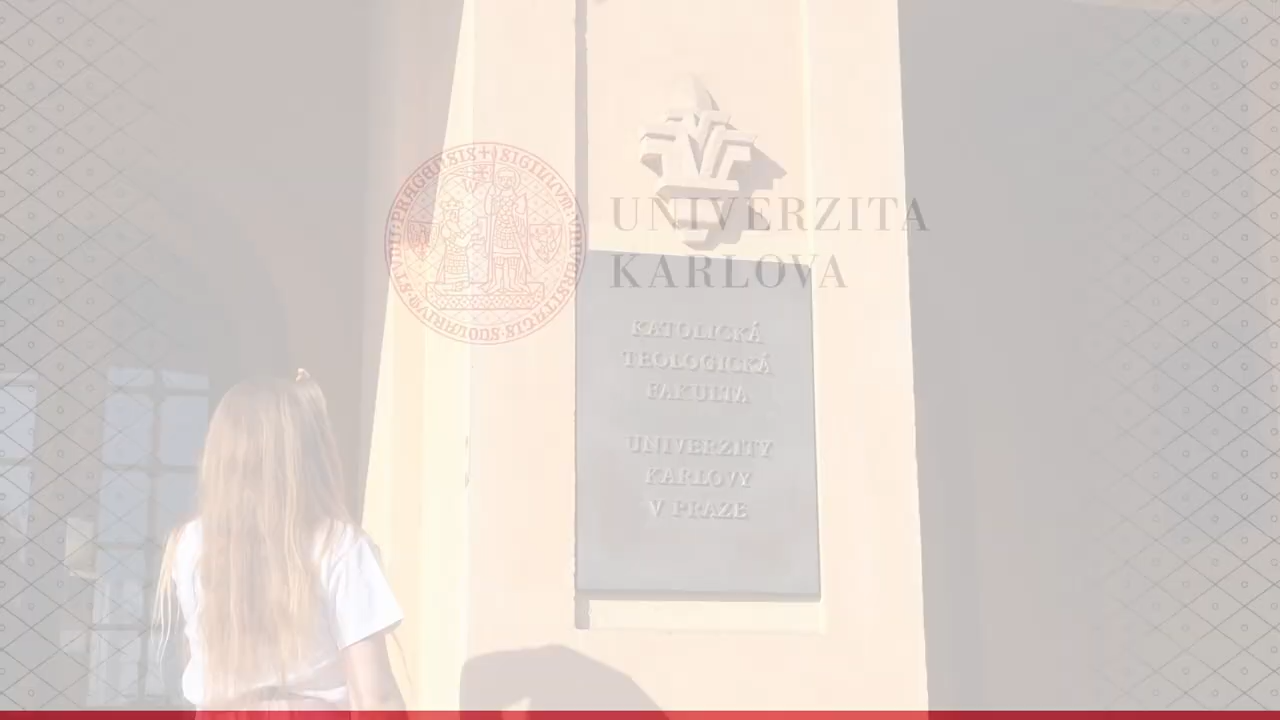 UNIVERZITA
KARLOVA
KATOLICKÁ
TEOLOGICKÁ
FAKULTA
UNIVERZITY
KARLOVY
V PRAZE